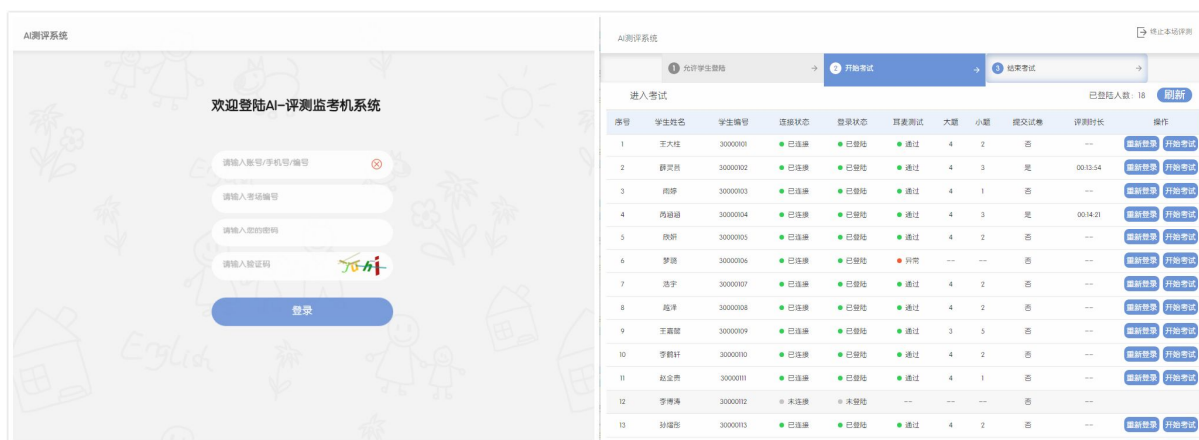 AI测评系统
欢迎登陆AI-评测监考机系统
请输入账号/手机号/编号
请输入考场编号
请输入您的密码
请输入验证码
登录
English
AI测评系统
终止本场评测
1 允许学生登陆 → 2 开始考试 → 3 结束考试 →
进入考试 已登陆人数: 18 刷新
序号 学生姓名 学生编号 连接状态 登录状态 耳麦测试 大题 小题 提交试卷 评测时长 操作
1 王大柱 30000101 已连接 已登陆 通过 4 2 否 -- 重新登录 开始考试
2 薛灵芸 30000102 已连接 已登陆 通过 4 3 是 00:13:54 重新登录 开始考试
3 雨婷 30000103 已连接 已登陆 通过 4 1 否 -- 重新登录 开始考试
4 芮涵涵 30000104 已连接 已登陆 通过 4 3 是 00:14:21 重新登录 开始考试
5 欣妍 30000105 已连接 已登陆 通过 4 2 否 -- 重新登录 开始考试
6 梦璐 30000106 已连接 已登陆 异常 -- -- 否 -- 重新登录 开始考试
7 浩宇 30000107 已连接 已登陆 通过 4 2 否 -- 重新登录 开始考试
8 越泽 30000108 已连接 已登陆 通过 4 2 否 -- 重新登录 开始考试
9 王嘉懿 30000109 已连接 已登陆 通过 3 5 否 -- 重新登录 开始考试
10 李鹤轩 30000110 已连接 已登陆 通过 4 2 否 -- 重新登录 开始考试
11 赵全贵 30000111 已连接 已登陆 通过 4 1 否 -- 重新登录 开始考试
12 李博涛 30000112 未连接 未登陆 -- -- -- 否 --
13 30000113 已连接 已登陆 通过 4 2 否 -- 重新登录 开始考试